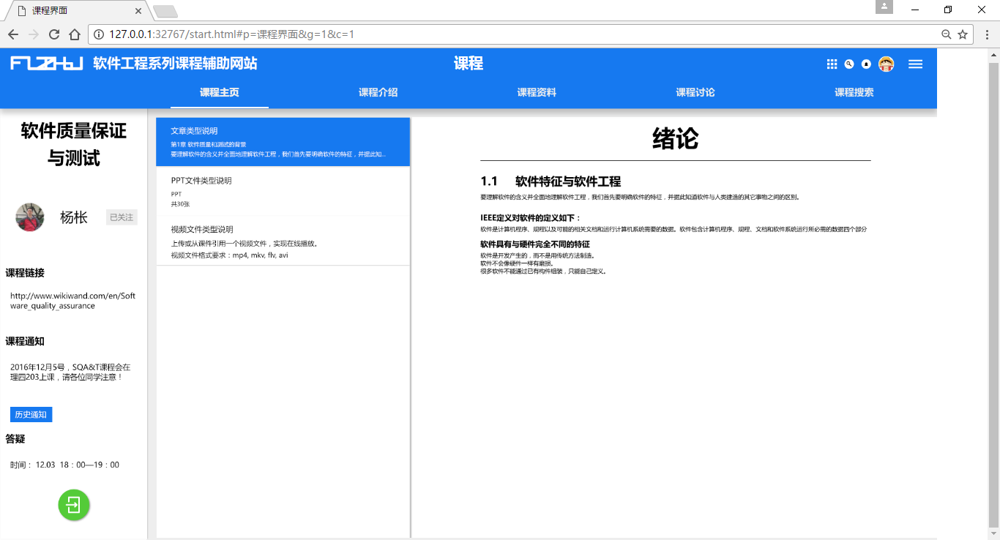 课程界面
127.0.0.1:32767/start.html#p=课程界面&g=1&c=1
软件工程系列课程辅助网站
课程
课程主页
课程介绍
课程资料
课程讨论
课程搜索
软件质量保证
与测试
杨枨
已关注
课程链接
http://www.wikiwand.com/en/Soft
ware_quality_assurance
课程通知
2016年12月5号，SQA&T课程会在
理四203上课，请各位同学注意！
历史通知
答疑
时间： 12.03 18：00—19：00
文章类型说明
第1章 软件质量和测试的背景
要理解软件的含义并全面地理解软件工程，我们首先要明确软件的特征，并据此知...
PPT文件类型说明
PPT
共30张
视频文件类型说明
上传或从课件引用一个视频文件，实现在线播放。
视频文件格式要求：mp4, mkv, flv, avi
绪论
1.1 软件特征与软件工程
要理解软件的含义并全面地理解软件工程，我们首先要明确软件的特征，并据此知道软件与人类建造的其它事物之间的区别。
IEEE定义对软件的定义如下：
软件是计算机程序、规程以及可能的相关文档和运行计算机系统需要的数据。软件包含计算机程序、规程、文档和软件系统运行所必需的数据四个部分
软件具有与硬件完全不同的特征
软件是开发产生的，而不是用传统方法制造。
软件不会像硬件一样有磨损。
很多软件不能通过已有构件组装，只能自己定义。